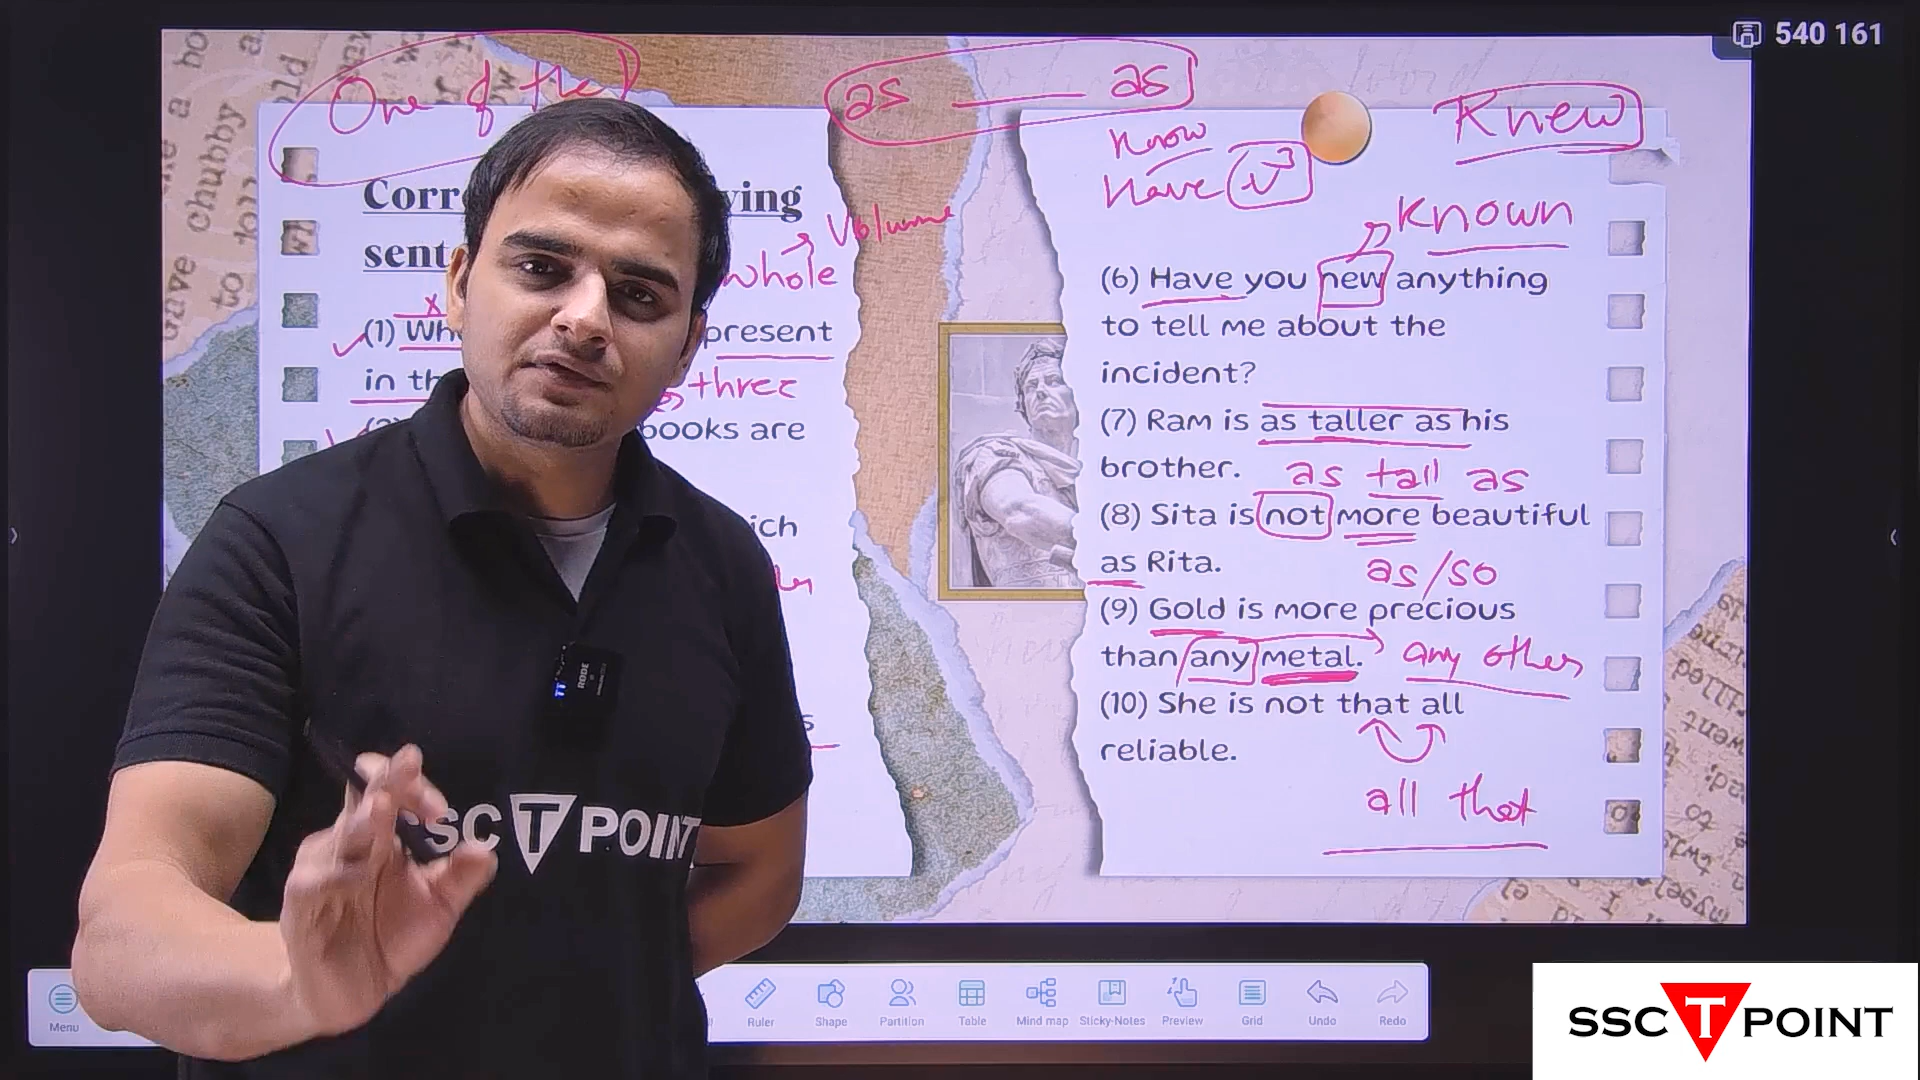 540 161
One of the
as ____ as
Knew
Know
have V3
Known
Volume
whole
three
Corr ving
sent
(1) Wh present
in th
books are
ich
(6) Have you new anything
to tell me about the
incident?
(7) Ram is as taller as his
brother.
as tall as
(8) Sita is not more beautiful
as Rita.
as/so
(9) Gold is more precious
than any metal.
any other
(10) She is not that all
reliable.
all that
RODE
SSC T POINT
Menu
Ruler
Shape
Partition
Table
Mind map
Sticky-Notes
Preview
Grid
Undo
Redo
SSC T POINT